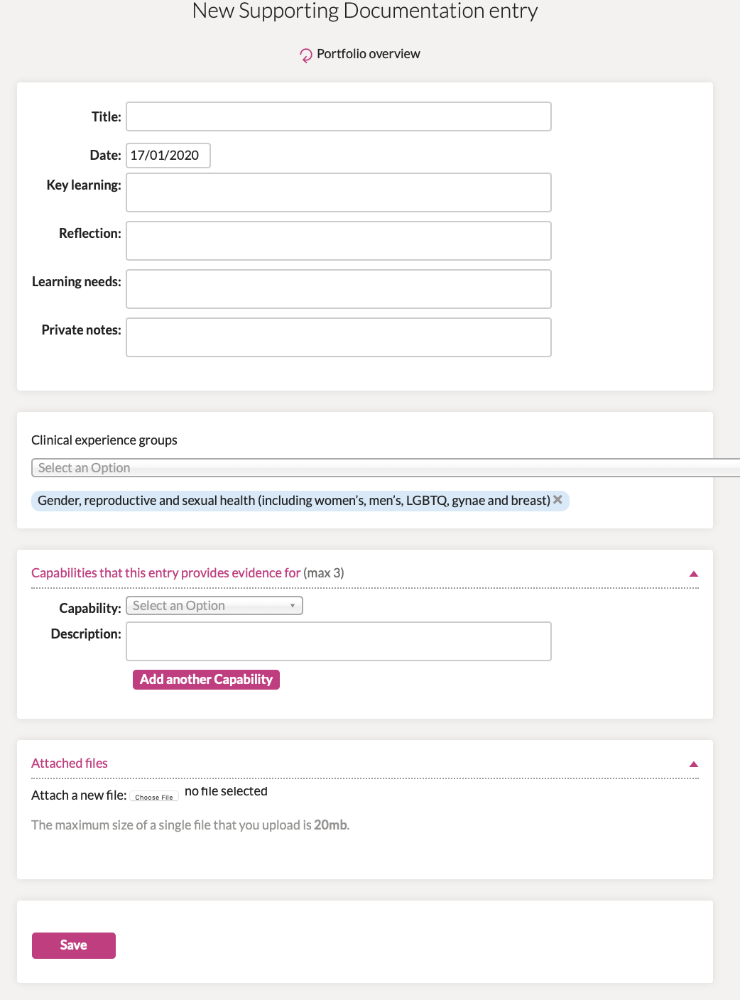 New Supporting Documentation entry
Portfolio overview
Title:
Date: 17/01/2020
Key learning:
Reflection:
Learning needs:
Private notes:
Clinical experience groups
Select an Option
Gender, reproductive and sexual health (including women’s, men’s, LGBTQ, gynae and breast)
Capabilities that this entry provides evidence for (max 3)
Capability: Select an Option
Description:
Add another Capability
Attached files
Attach a new file: Choose File no file selected
The maximum size of a single file that you upload is 20mb.
Save